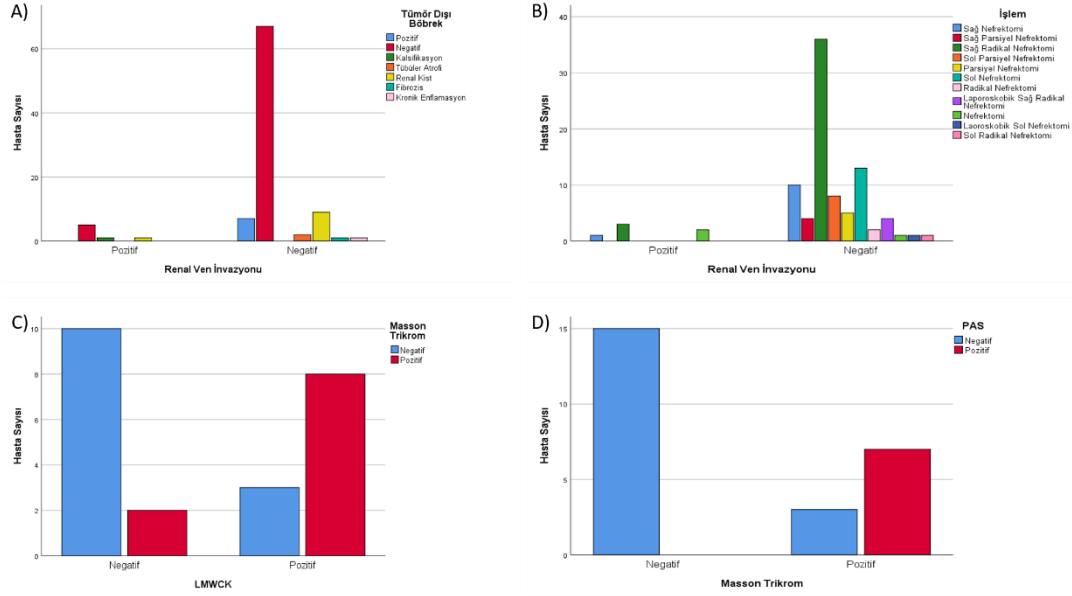 A)
Tümör Dışı
Böbrek
Pozitif
Negatif
Kalsifikasyon
Tübüler Atrofi
Renal Kist
Fibrozis
Kronik Enflamasyon
Hasta Sayısı
60
40
20
0
Pozitif
Negatif
Renal Ven İnvazyonu
B)
İşlem
Sağ Nefrektomi
Sağ Parsiyel Nefrektomi
Sağ Radikal Nefrektomi
Sol Parsiyel Nefrektomi
Parsiyel Nefrektomi
Sol Nefrektomi
Radikal Nefrektomi
Laporoskobik Sağ Radikal
Nefrektomi
Nefrektomi
Laoroskobik Sol Nefrektomi
Sol Radikal Nefrektomi
Hasta Sayısı
40
30
20
10
0
Pozitif
Negatif
Renal Ven İnvazyonu
C)
Masson
Trikrom
Negatif
Pozitif
Hasta Sayısı
10
8
6
4
2
0
Negatif
Pozitif
LMWCK
D)
PAS
Negatif
Pozitif
Hasta Sayısı
15
10
5
0
Negatif
Pozitif
Masson Trikrom